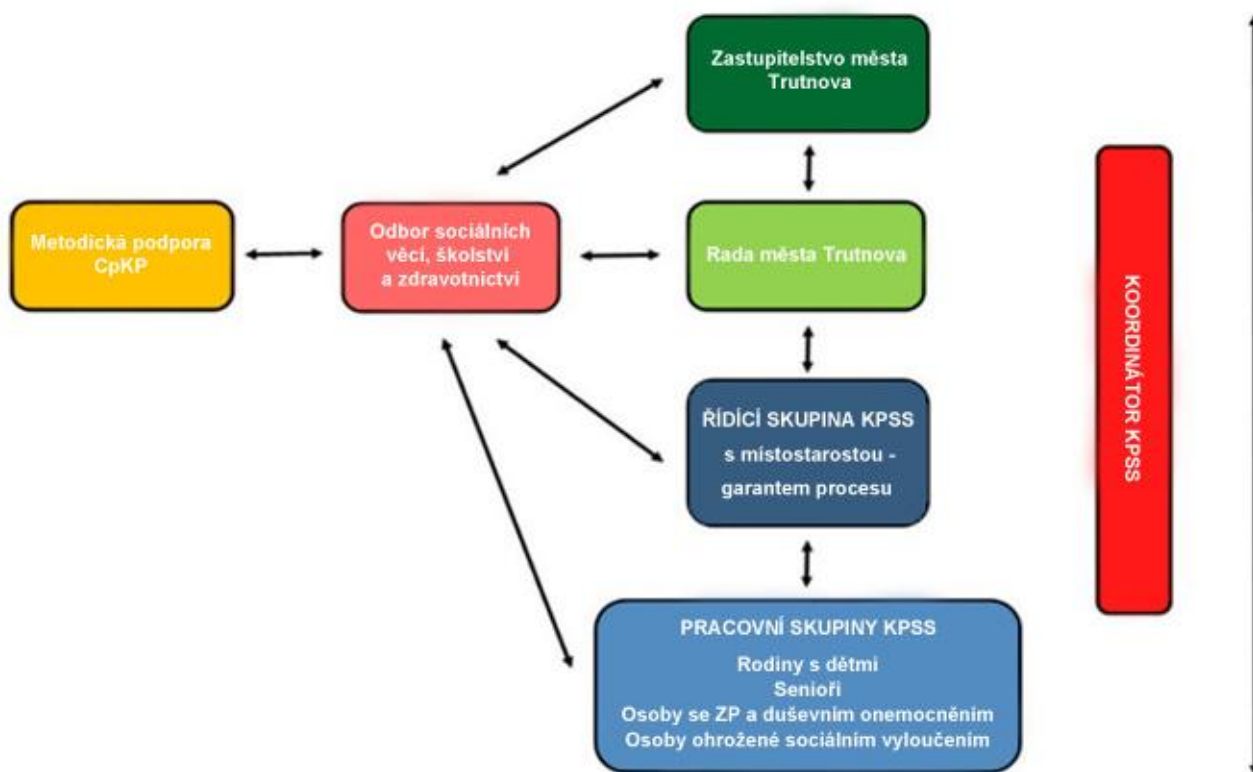 Zastupitelstvo města
Trutnova
Metodická podpora
CpKP
Odbor sociálních
věcí, školství
a zdravotnictví
Rada města Trutnova
ŘÍDÍCÍ SKUPINA KPSS
s místostarostou -
garantem procesu
PRACOVNÍ SKUPINY KPSS
Rodiny s dětmi
Senioři
Osoby se ZP a duševním onemocněním
Osoby ohrožené sociálním vyloučením
KOORDINÁTOR KPSS